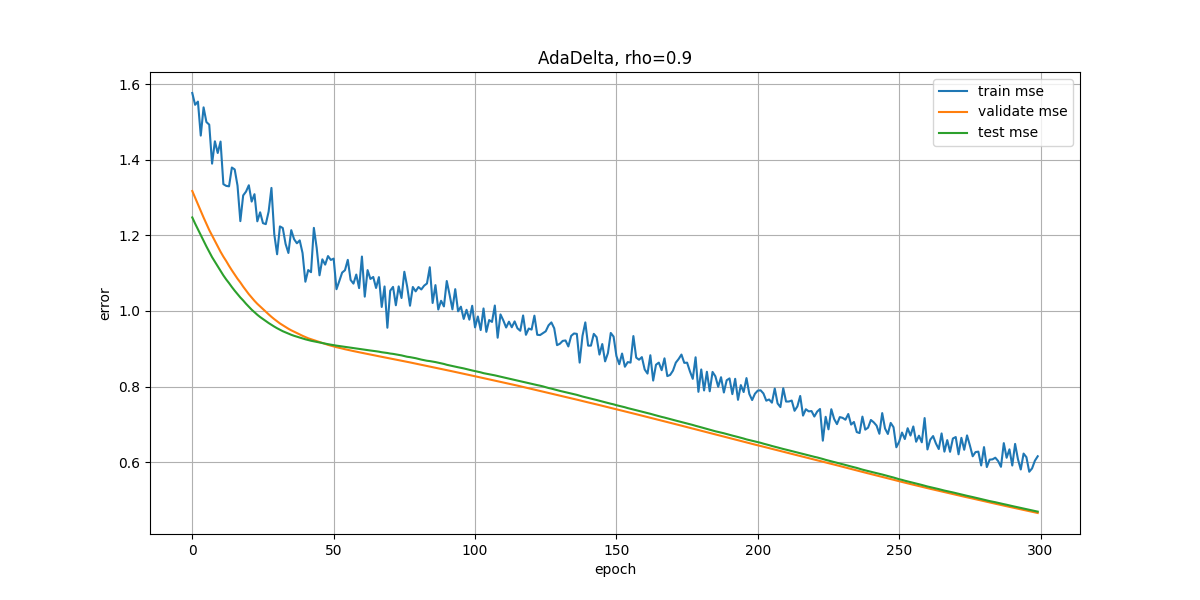 AdaDelta, rho=0.9
train mse
validate mse
test mse
error
1.6
1.4
1.2
1.0
0.8
0.6
0
50
100
150
200
250
300
epoch